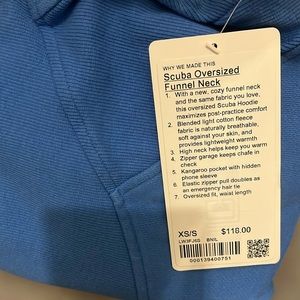 WHY WE MADE THIS
Scuba Oversized
Funnel Neck
1. With a new, cozy funnel neck
and the same fabric you love,
this oversized Scuba Hoodie
maximizes post-practice comfort
2. Blended light cotton fleece
fabric is naturally breathable,
soft against your skin, and
provides lightweight warmth
3. High neck helps keep you warm
4. Zipper garage keeps chafe in
check
5. Kangaroo pocket with hidden
phone sleeve
6. Elastic zipper pull doubles as
an emergency hair tie
7. Oversized fit, waist length
XS/S $118.00
BNIL
000139400751